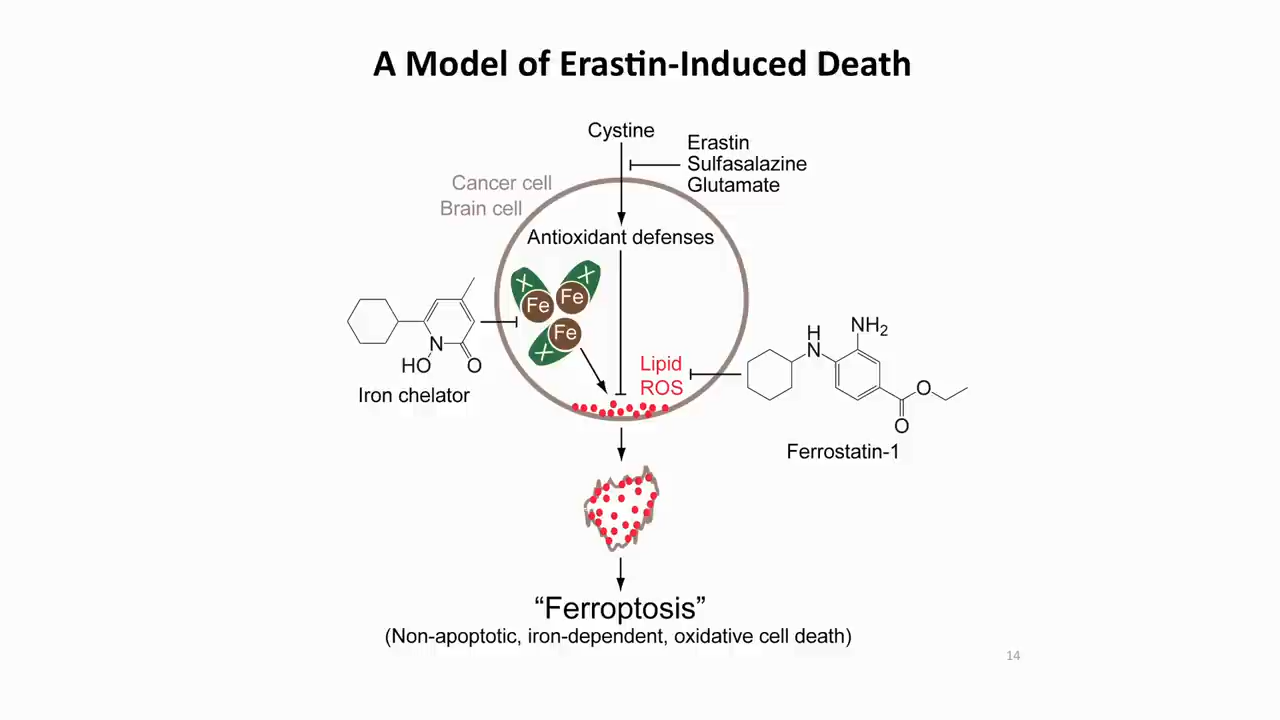 A Model of Erastin-Induced Death
Cystine
Erastin
Sulfasalazine
Glutamate
Cancer cell
Brain cell
Antioxidant defenses
X
X
Fe
Fe
Fe
X
N
HO
O
Iron chelator
Lipid
ROS
H
N
NH₂
O
O
Ferrostatin-1
“Ferroptosis”
(Non-apoptotic, iron-dependent, oxidative cell death)
14